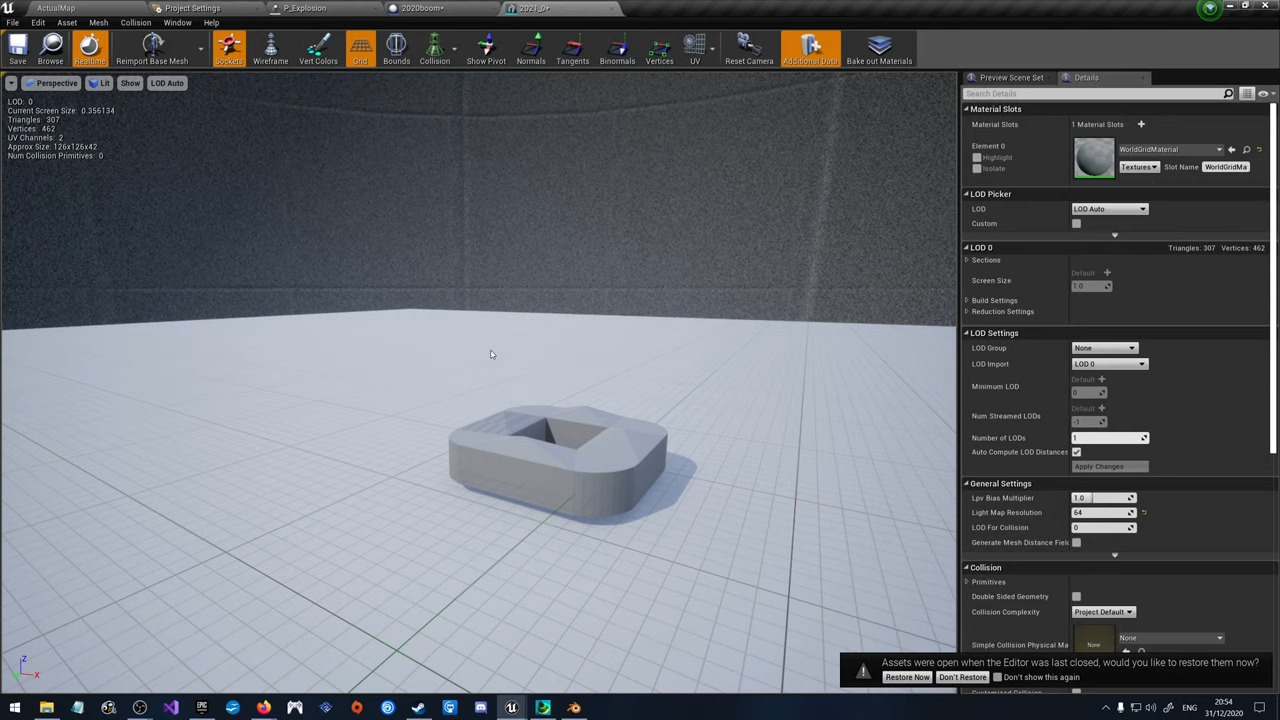 ActualMap
Project Settings
P_Explosion
2020boom*
2021_0*
File Edit Asset Mesh Collision Window Help
Save Browse Realtime Reimport Base Mesh Sockets Wireframe Vert Colors Grid Bounds Collision Show Pivot Normals Tangents Binormals Vertices UV Reset Camera Additional Data Bake out Materials
Perspective Lit Show LOD Auto
LOD: 0
Current Screen Size: 0.356134
Triangles: 307
Vertices: 462
UV Channels: 2
Approx Size: 126x126x42
Num Collision Primitives: 0
Z
X
Preview Scene Set Details
Search Details
Material Slots
Material Slots 1 Material Slots
Element 0
Highlight
Isolate
WorldGridMaterial
Textures Slot Name WorldGridMa
LOD Picker
LOD LOD Auto
Custom
LOD 0 Triangles: 307 Vertices: 462
Sections
Default
Screen Size 1.0
Build Settings
Reduction Settings
LOD Settings
LOD Group None
LOD Import LOD 0
Default
Minimum LOD 0
Default
Num Streamed LODs -1
Number of LODs 1
Auto Compute LOD Distances
Apply Changes
General Settings
Lpv Bias Multiplier 1.0
Light Map Resolution 64
LOD For Collision 0
Generate Mesh Distance Field
Collision
Primitives
Double Sided Geometry
Collision Complexity Project Default
Simple Collision Physical Ma None None
Assets were open when the Editor was last closed, would you like to restore them now?
Restore Now Don't Restore Don't show this again
Customized Collision
20:54
31/12/2020